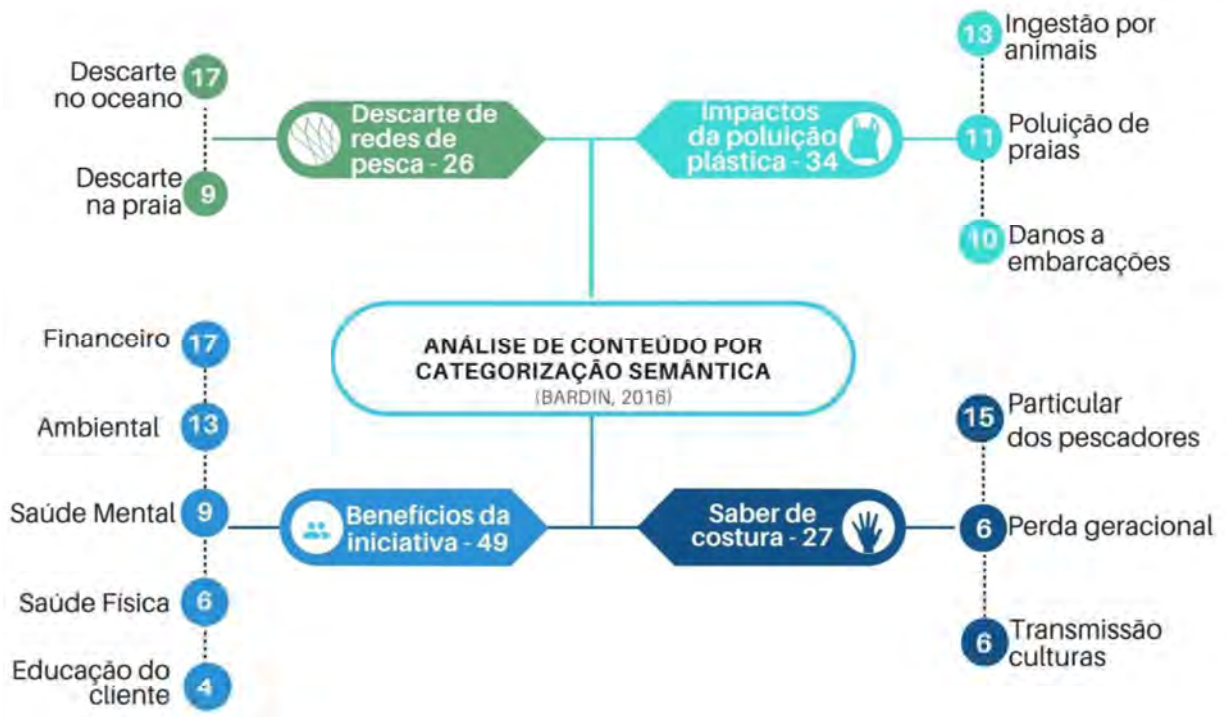 Descarte
no oceano
17
Descarte
na praia
9
Descarte de
redes de
pesca - 26
Impactos
da poluição
plástica - 34
13
Ingestão por
animais
11
Poluição de
praias
10
Danos a
embarcações
ANÁLISE DE CONTEÚDO POR
CATEGORIZAÇÃO SEMÂNTICA
(BARDIN, 2016)
Financeiro
17
Ambiental
13
Saúde Mental
9
Saúde Física
6
Educação do
cliente
4
Benefícios da
iniciativa - 49
Saber de
costura - 27
15
Particular
dos pescadores
6
Perda geracional
6
Transmissão
culturas